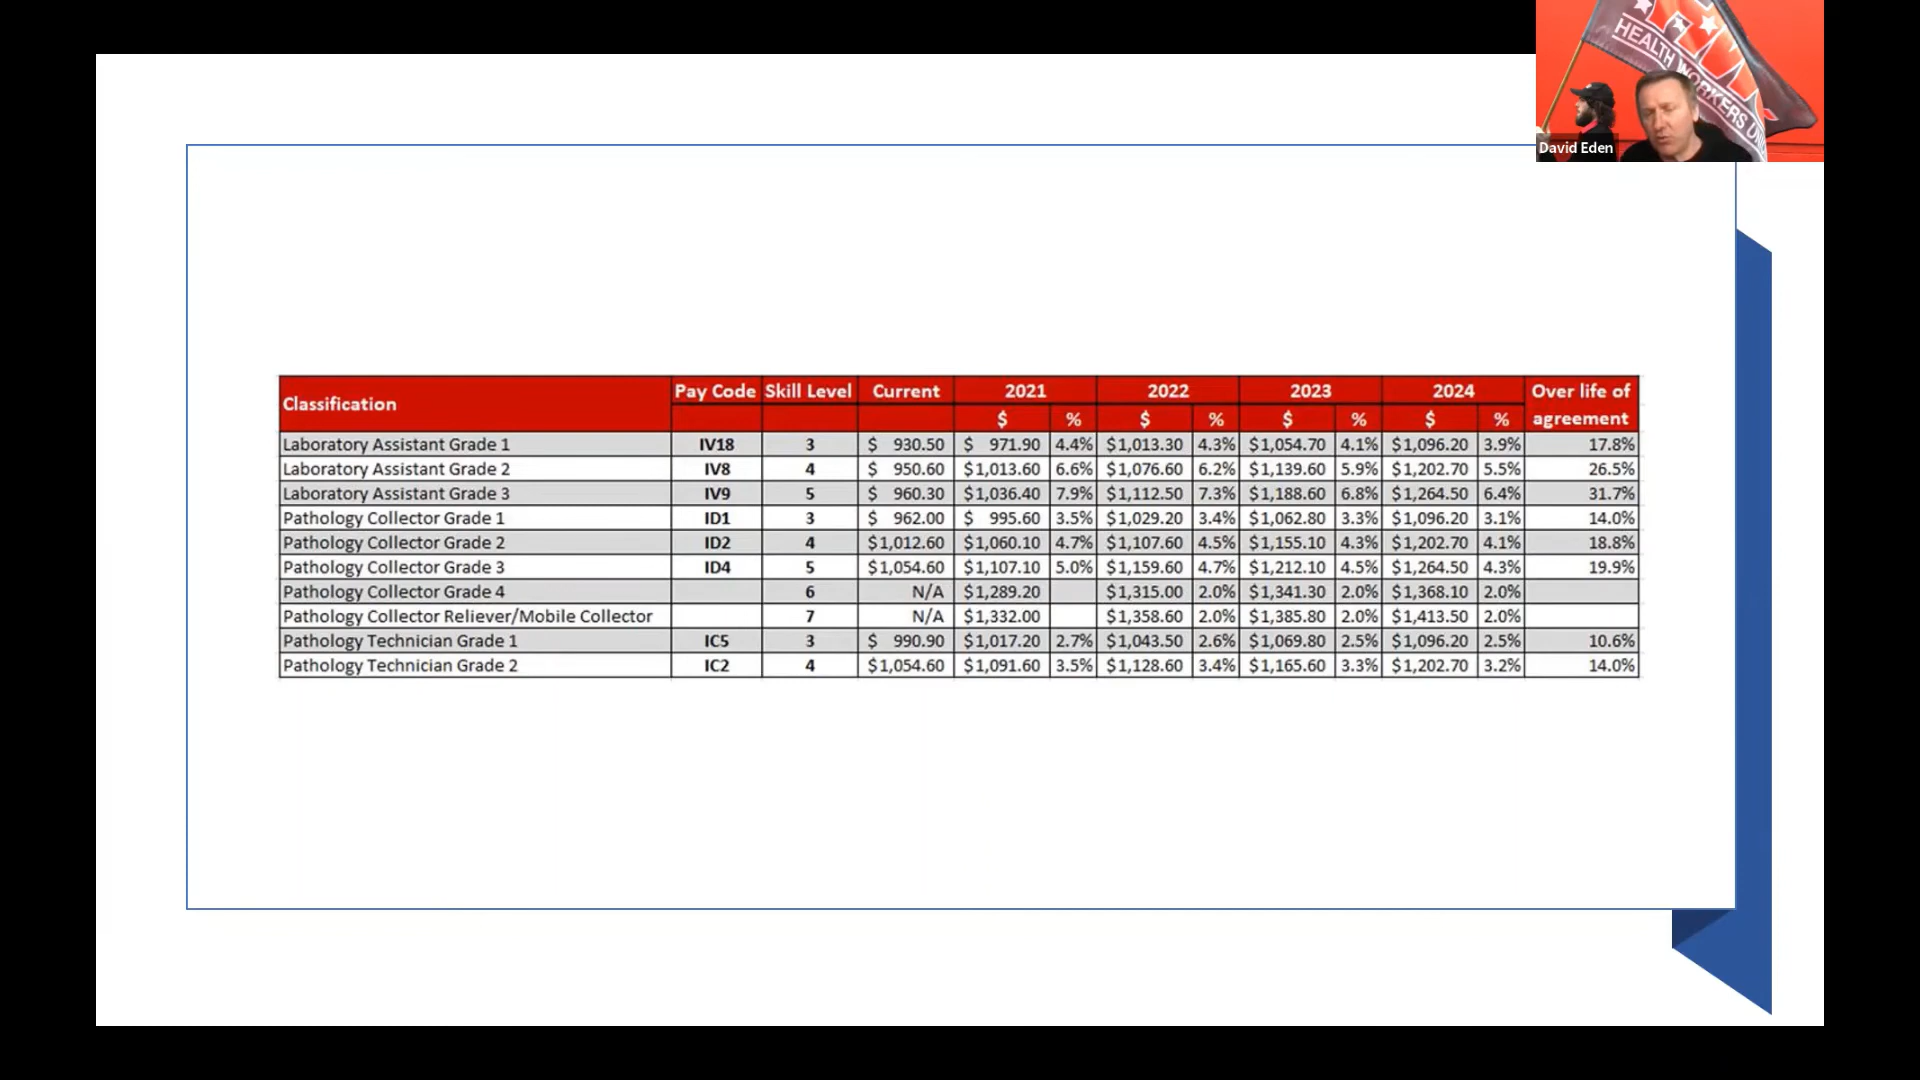 HEALTH WORKERS
David Eden
Classification Pay Code Skill Level Current 2021 2022 2023 2024 Over life of agreement
$ % $ % $ % $ %
Laboratory Assistant Grade 1 IV18 3 $ 930.50 $ 971.90 4.4% $1,013.30 4.3% $1,054.70 4.1% $1,096.20 3.9% 17.8%
Laboratory Assistant Grade 2 IV8 4 $ 950.60 $1,013.60 6.6% $1,076.60 6.2% $1,139.60 5.9% $1,202.70 5.5% 26.5%
Laboratory Assistant Grade 3 IV9 5 $ 960.30 $1,036.40 7.9% $1,112.50 7.3% $1,188.60 6.8% $1,264.50 6.4% 31.7%
Pathology Collector Grade 1 ID1 3 $ 962.00 $ 995.60 3.5% $1,029.20 3.4% $1,062.80 3.3% $1,096.20 3.1% 14.0%
Pathology Collector Grade 2 ID2 4 $1,012.60 $1,060.10 4.7% $1,107.60 4.5% $1,155.10 4.3% $1,202.70 4.1% 18.8%
Pathology Collector Grade 3 ID4 5 $1,054.60 $1,107.10 5.0% $1,159.60 4.7% $1,212.10 4.5% $1,264.50 4.3% 19.9%
Pathology Collector Grade 4 6 N/A $1,289.20 $1,315.00 2.0% $1,341.30 2.0% $1,368.10 2.0%
Pathology Collector Reliever/Mobile Collector 7 N/A $1,332.00 $1,358.60 2.0% $1,385.80 2.0% $1,413.50 2.0%
Pathology Technician Grade 1 IC5 3 $ 990.90 $1,017.20 2.7% $1,043.50 2.6% $1,069.80 2.5% $1,096.20 2.5% 10.6%
Pathology Technician Grade 2 IC2 4 $1,054.60 $1,091.60 3.5% $1,128.60 3.4% $1,165.60 3.3% $1,202.70 3.2% 14.0%